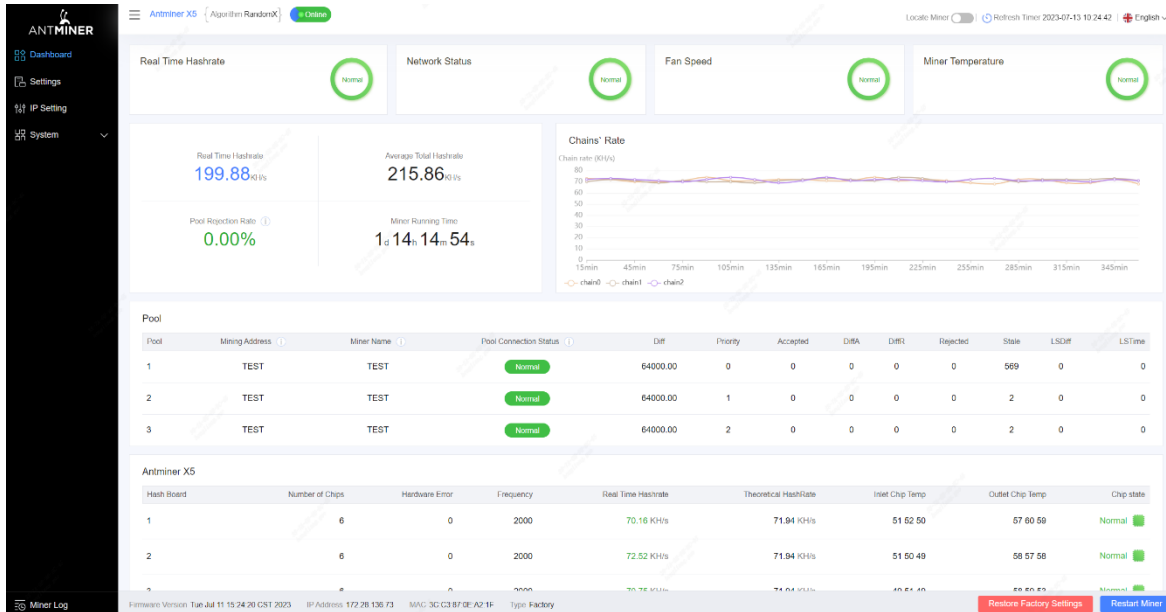 ANTMINER
Antminer X5 { Algorithm RandomX } Online
Locate Miner Refresh Timer 2023-07-13 10:24:42 English
Dashboard
Settings
IP Setting
System
Real Time Hashrate Normal
Network Status Normal
Fan Speed Normal
Miner Temperature Normal
Real Time Hashrate
199.88 KH/s
Average Total Hashrate
215.86 KH/s
Pool Rejection Rate
0.00%
Miner Running Time
1d 14h 14m 54s
Chains` Rate
Chain rate (KH/s)
80
70
60
50
40
30
20
10
0
15min 45min 75min 105min 135min 165min 195min 225min 255min 285min 315min 345min
chain0 chain1 chain2
Pool
Pool Mining Address Miner Name Pool Connection Status Diff Priority Accepted DiffA DiffR Rejected Stale LSDiff LSTime
1 TEST TEST Normal 64000.00 0 0 0 0 0 569 0 0
2 TEST TEST Normal 64000.00 1 0 0 0 0 2 0 0
3 TEST TEST Normal 64000.00 2 0 0 0 0 2 0 0
Antminer X5
Hash Board Number of Chips Hardware Error Frequency Real Time Hashrate Theoretical HashRate Inlet Chip Temp Outlet Chip Temp Chip state
1 6 0 2000 70.16 KH/s 71.94 KH/s 51 52 50 57 60 59 Normal
2 6 0 2000 72.52 KH/s 71.94 KH/s 51 50 49 58 57 58 Normal
Miner Log
Firmware Version Tue Jul 11 15:24:20 CST 2023 IP Address 172.28.136.73 MAC 3C:C3:87:0E:A2:1F Type Factory
Restore Factory Settings
Restart Miner